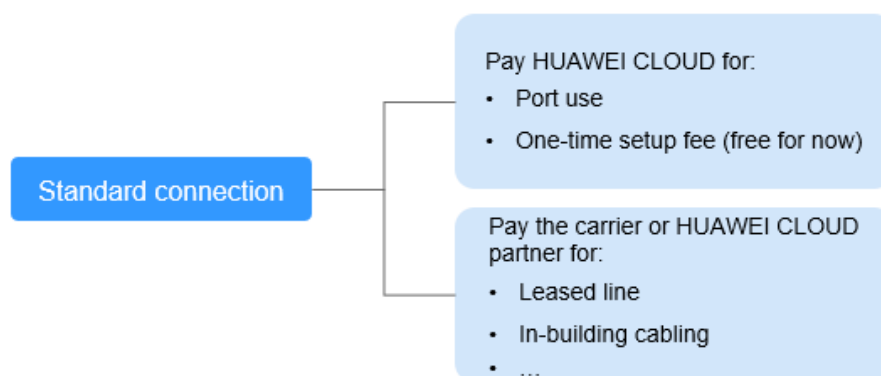 Standard connection
Pay HUAWEI CLOUD for:
• Port use
• One-time setup fee (free for now)
Pay the carrier or HUAWEI CLOUD
partner for:
• Leased line
• In-building cabling
• ...